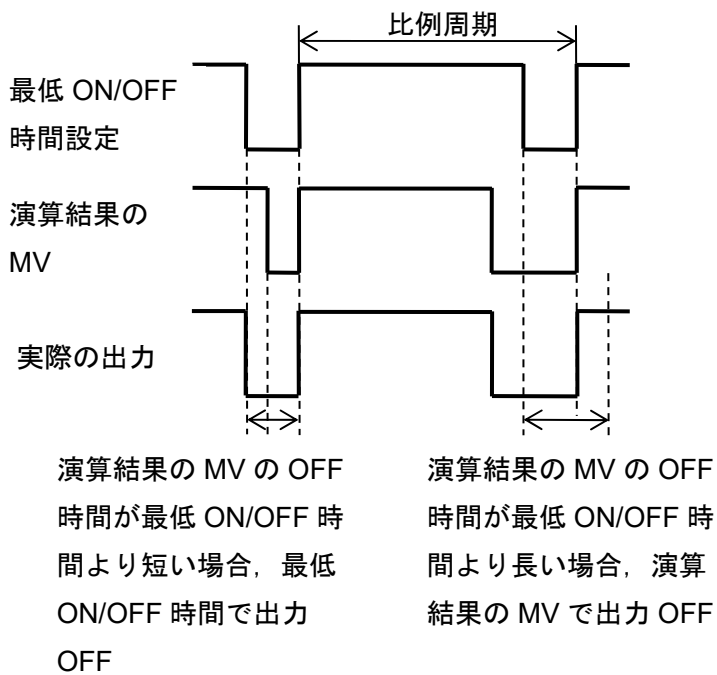 比例周期
最低 ON/OFF
時間設定
演算結果の
MV
実際の出力
演算結果の MV の OFF
時間が最低 ON/OFF 時
間より短い場合，最低
ON/OFF 時間で出力
OFF
演算結果の MV の OFF
時間が最低 ON/OFF 時
間より長い場合，演算
結果の MV で出力 OFF